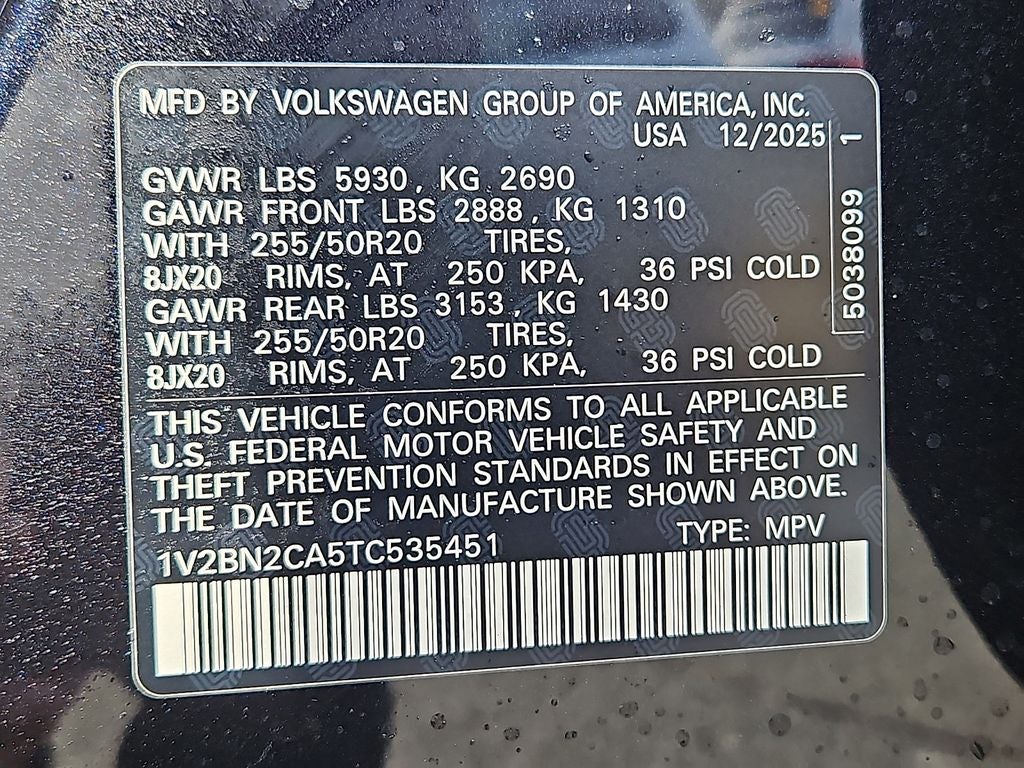 MFD BY VOLKSWAGEN GROUP OF AMERICA, INC.
USA 12/2025
GVWR LBS 5930, KG 2690
GAWR FRONT LBS 2888, KG 1310
WITH 255/50R20 TIRES,
8JX20 RIMS, AT 250 KPA, 36 PSI COLD
GAWR REAR LBS 3153, KG 1430
WITH 255/50R20 TIRES,
8JX20 RIMS, AT 250 KPA, 36 PSI COLD
5038099 1
THIS VEHICLE CONFORMS TO ALL APPLICABLE
U.S. FEDERAL MOTOR VEHICLE SAFETY AND
THEFT PREVENTION STANDARDS IN EFFECT ON
THE DATE OF MANUFACTURE SHOWN ABOVE.
1V2BN2CA5TC535451 TYPE: MPV